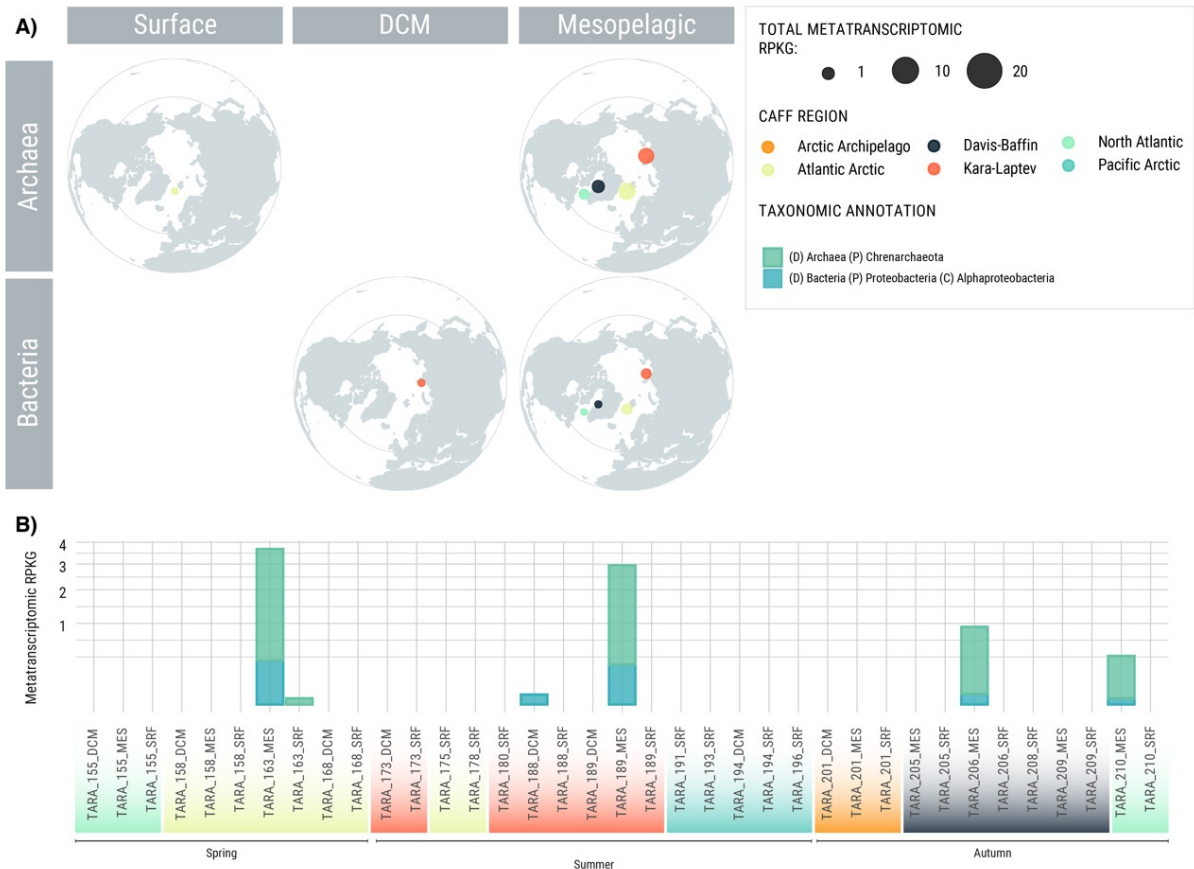 A)
Surface
DCM
Mesopelagic
Archaea
Bacteria
TOTAL METATRANSCRIPTOMIC
RPKG:
1
10
20
CAFF REGION
Arctic Archipelago
Davis-Baffin
North Atlantic
Atlantic Arctic
Kara-Laptev
Pacific Arctic
TAXONOMIC ANNOTATION
(D) Archaea (P) Chrenarchaeota
(D) Bacteria (P) Proteobacteria (C) Alphaproteobacteria
B)
Metatranscriptomic RPKG
4
3
2
1
TARA_155_DCM
TARA_155_MES
TARA_155_SRF
TARA_158_DCM
TARA_158_MES
TARA_158_SRF
TARA_163_MES
TARA_163_SRF
TARA_168_DCM
TARA_168_SRF
TARA_173_DCM
TARA_173_SRF
TARA_175_SRF
TARA_178_SRF
TARA_180_SRF
TARA_188_DCM
TARA_188_SRF
TARA_189_DCM
TARA_189_MES
TARA_189_SRF
TARA_191_SRF
TARA_193_SRF
TARA_194_DCM
TARA_194_SRF
TARA_196_SRF
TARA_201_DCM
TARA_201_MES
TARA_201_SRF
TARA_205_MES
TARA_205_SRF
TARA_206_MES
TARA_206_SRF
TARA_208_SRF
TARA_209_MES
TARA_209_SRF
TARA_210_MES
TARA_210_SRF
Spring
Summer
Autumn